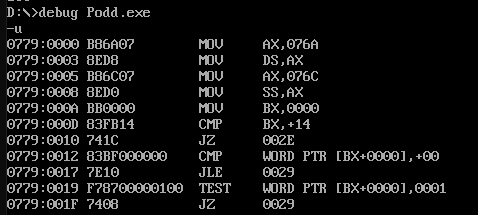 D:\>debug Podd.exe
-u
0779:0000 B86A07 MOV AX,076A
0779:0003 8ED8 MOV DS,AX
0779:0005 B86C07 MOV AX,076C
0779:0008 8ED0 MOV SS,AX
0779:000A BB0000 MOV BX,0000
0779:000D 83FB14 CMP BX,+14
0779:0010 741C JZ 002E
0779:0012 83BF000000 CMP WORD PTR [BX+0000],+00
0779:0017 7E10 JLE 0029
0779:0019 F78700000100 TEST WORD PTR [BX+0000],0001
0779:001F 7408 JZ 0029